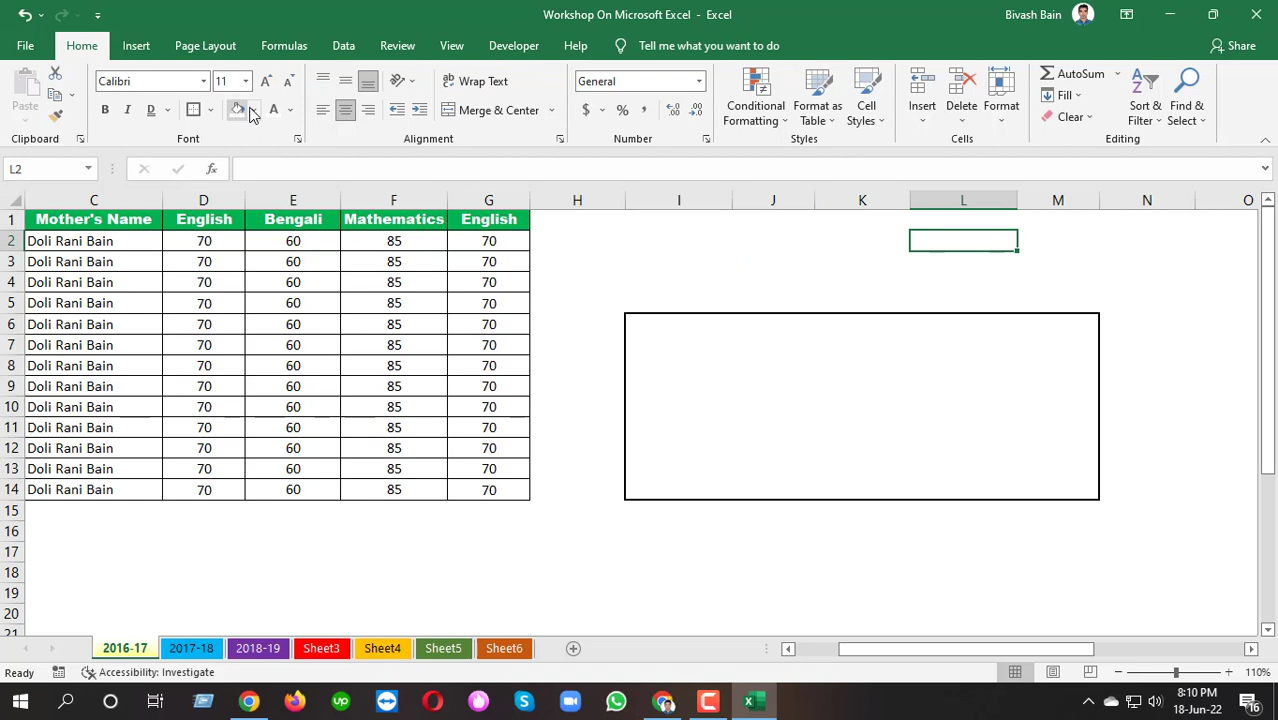 Workshop On Microsoft Excel - Excel
Bivash Bain
File Home Insert Page Layout Formulas Data Review View Developer Help Tell me what you want to do Share
Paste
Calibri 11
B I D A
Wrap Text
Merge & Center
General
$ % ,
Conditional Formatting
Format as Table
Cell Styles
Insert Delete Format
AutoSum
Fill
Clear
Sort & Filter
Find & Select
Clipboard Font Alignment Number Styles Cells Editing
L2 fx
C D E F G H I J K L M N O
1 Mother's Name English Bengali Mathematics English
2 Doli Rani Bain 70 60 85 70
3 Doli Rani Bain 70 60 85 70
4 Doli Rani Bain 70 60 85 70
5 Doli Rani Bain 70 60 85 70
6 Doli Rani Bain 70 60 85 70
7 Doli Rani Bain 70 60 85 70
8 Doli Rani Bain 70 60 85 70
9 Doli Rani Bain 70 60 85 70
10 Doli Rani Bain 70 60 85 70
11 Doli Rani Bain 70 60 85 70
12 Doli Rani Bain 70 60 85 70
13 Doli Rani Bain 70 60 85 70
14 Doli Rani Bain 70 60 85 70
15
16
17
18
19
20
21
2016-17 2017-18 2018-19 Sheet3 Sheet4 Sheet5 Sheet6
Ready Accessibility: Investigate 110%
8:10 PM
18-Jun-22
16